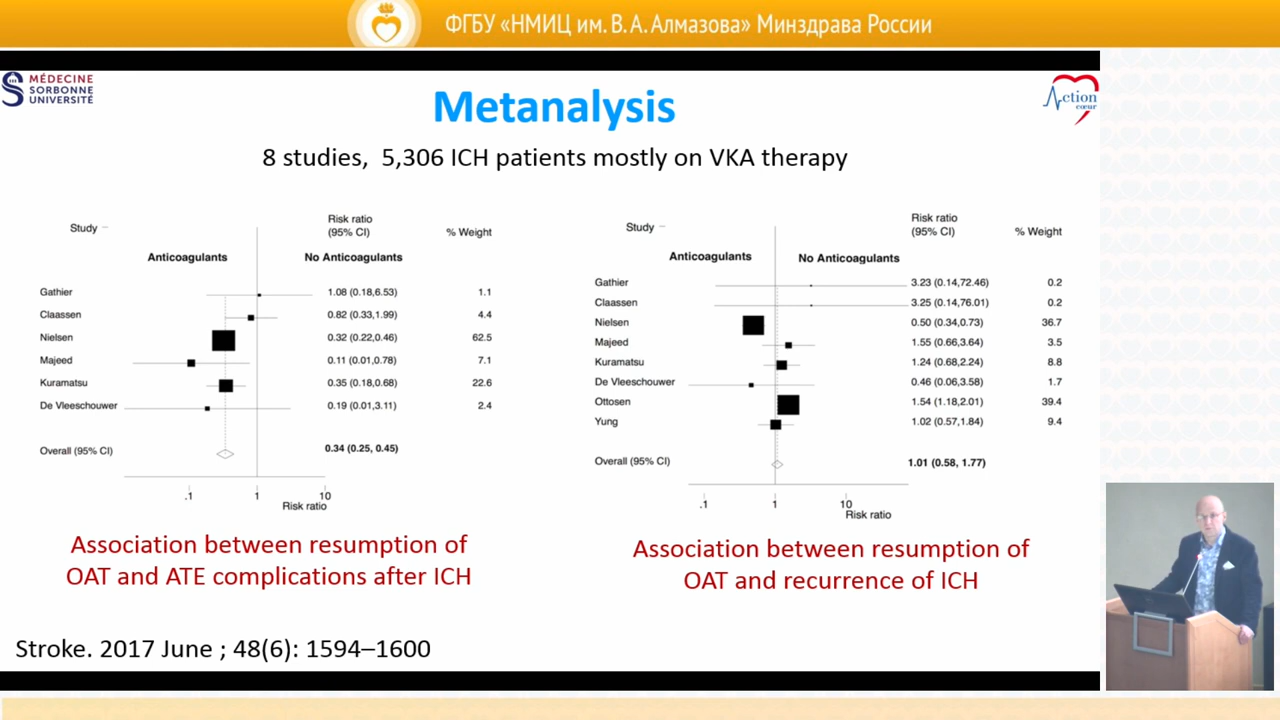 ФГБУ «НМИЦ им. В. А. Алмазова» Минздрава России
MÉDECINE
SORBONNE
UNIVERSITÉ
Action
cœur
Metanalysis
8 studies, 5,306 ICH patients mostly on VKA therapy
Study
Risk ratio
(95% CI)
% Weight
Anticoagulants
No Anticoagulants
Gathier 1.08 (0.18,6.53) 1.1
Claassen 0.82 (0.33,1.99) 4.4
Nielsen 0.32 (0.22,0.46) 62.5
Majeed 0.11 (0.01,0.78) 7.1
Kuramatsu 0.35 (0.18,0.68) 22.6
De Vleeschouwer 0.19 (0.01,3.11) 2.4
Overall (95% CI) 0.34 (0.25, 0.45)
.1 1 10
Risk ratio
Association between resumption of
OAT and ATE complications after ICH
Study
Risk ratio
(95% CI)
% Weight
Anticoagulants
No Anticoagulants
Gathier 3.23 (0.14,72.46) 0.2
Claassen 3.25 (0.14,76.01) 0.2
Nielsen 0.50 (0.34,0.73) 36.7
Majeed 1.55 (0.66,3.64) 3.5
Kuramatsu 1.24 (0.68,2.24) 8.8
De Vleeschouwer 0.46 (0.06,3.58) 1.7
Ottosen 1.54 (1.18,2.01) 39.4
Yung 1.02 (0.57,1.84) 9.4
Overall (95% CI) 1.01 (0.58, 1.77)
.1 1 10
Risk ratio
Association between resumption of
OAT and recurrence of ICH
Stroke. 2017 June ; 48(6): 1594–1600